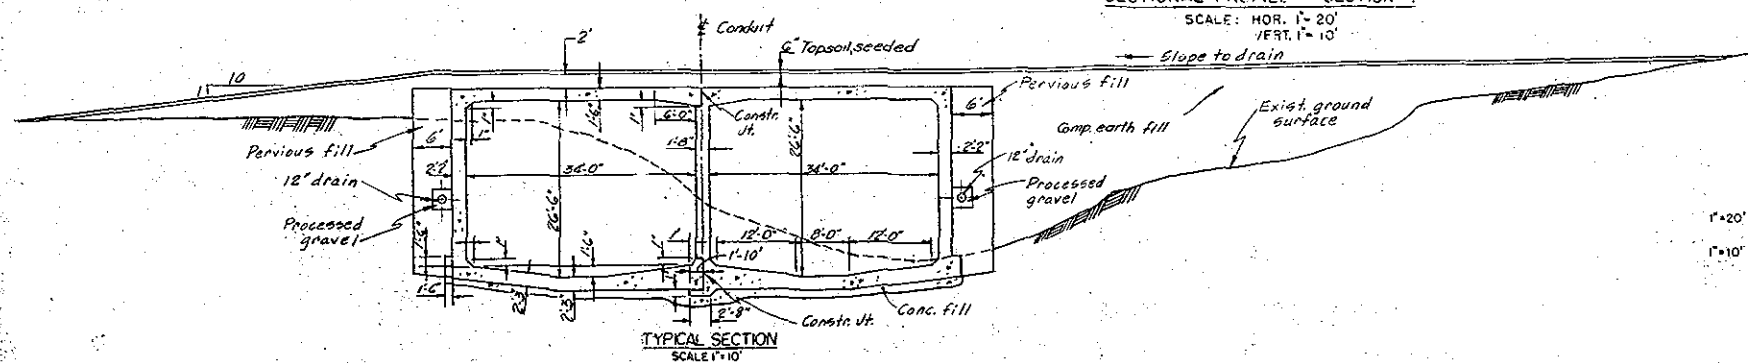 SCALE: HOR. 1"= 20'
VERT. 1"= 10'
₵ Conduit
2'
6" Topsoil, seeded
Slope to drain
10
1
Pervious fill
6'
Exist. ground
surface
Comp. earth fill
Constr.
Jt.
1'-6"
1'
6'-0"
1'-8"
26'-6"
Pervious fill
6'
2'-2"
12" drain
Processed
gravel
34'-0"
34'-0"
26'-6"
2'-2"
12" drain
Processed
gravel
12'-0"
8'-0"
12'-0"
1'-6"
1'
1'-6"
1'
1'
1'-10"
1'-6"
2'-3"
2'-3"
2'-8"
Constr. Jt.
Conc. fill
1"=20'
1"=10'
TYPICAL SECTION
SCALE 1"=10'